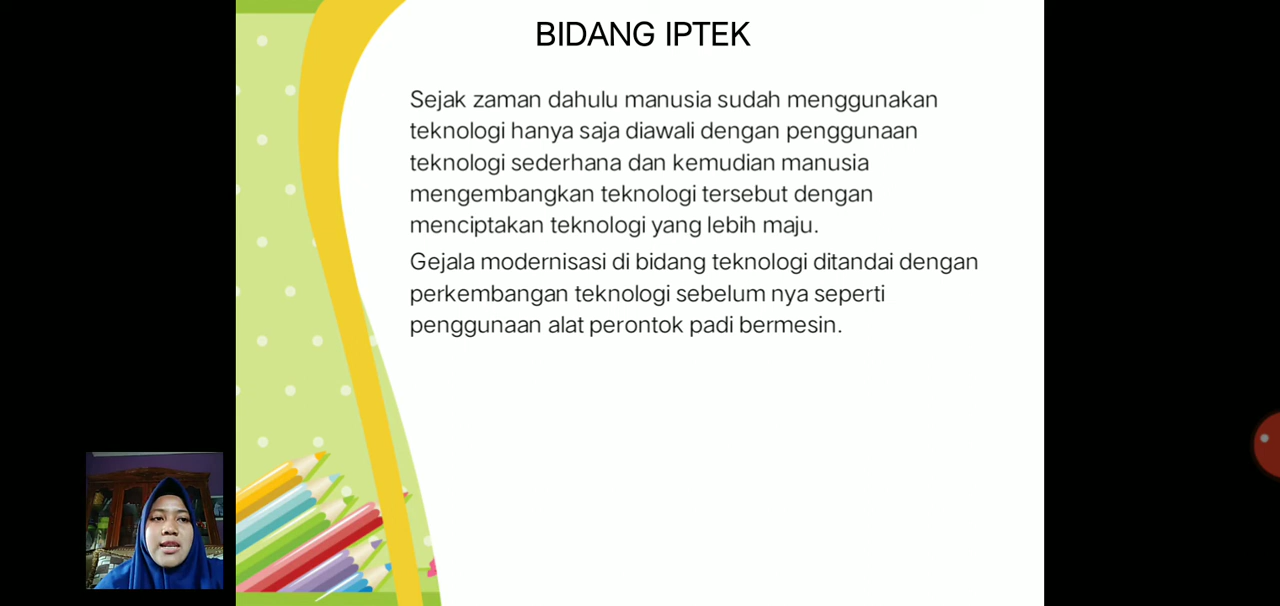 BIDANG IPTEK
Sejak zaman dahulu manusia sudah menggunakan
teknologi hanya saja diawali dengan penggunaan
teknologi sederhana dan kemudian manusia
mengembangkan teknologi tersebut dengan
menciptakan teknologi yang lebih maju.
Gejala modernisasi di bidang teknologi ditandai dengan
perkembangan teknologi sebelum nya seperti
penggunaan alat perontok padi bermesin.